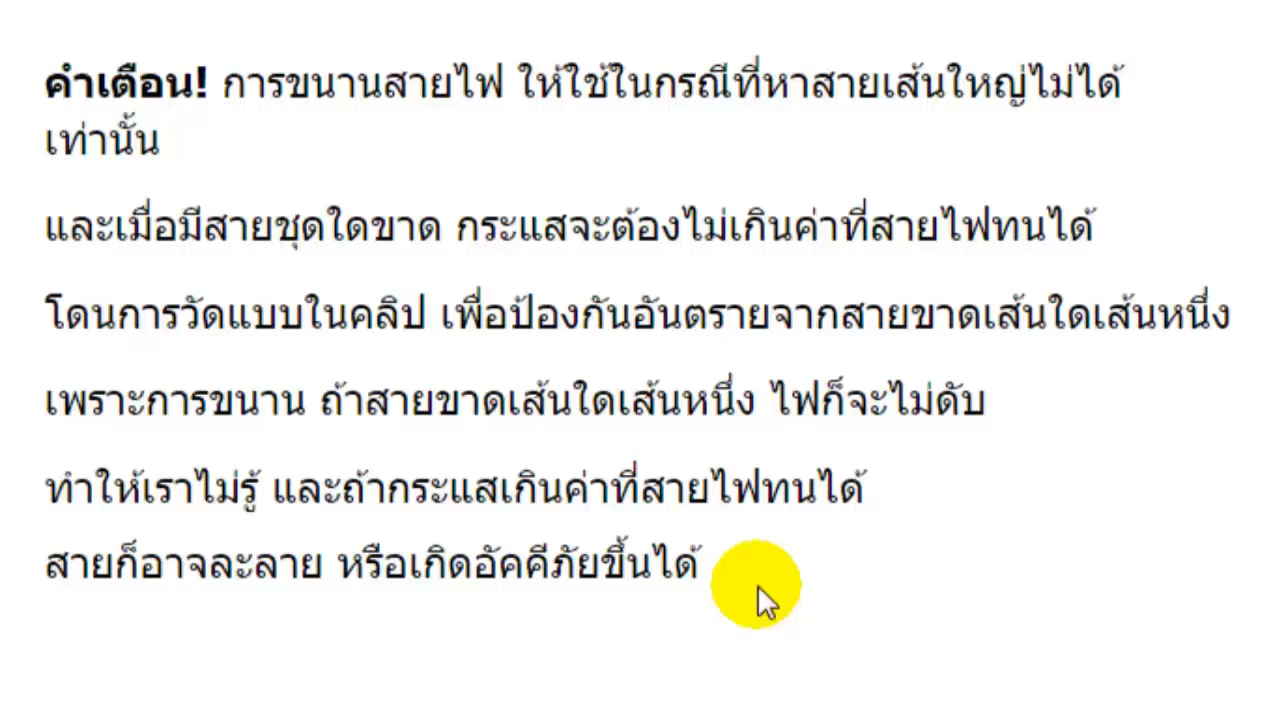 คำเตือน! การขนานสายไฟ ให้ใช้ในกรณีที่หาสายเส้นใหญ่ไม่ได้
เท่านั้น
และเมื่อมีสายชุดใดขาด กระแสจะต้องไม่เกินค่าที่สายไฟทนได้
โดนการวัดแบบในคลิป เพื่อป้องกันอันตรายจากสายขาดเส้นใดเส้นหนึ่ง
เพราะการขนาน ถ้าสายขาดเส้นใดเส้นหนึ่ง ไฟก็จะไม่ดับ
ทำให้เราไม่รู้ และถ้ากระแสเกินค่าที่สายไฟทนได้
สายก็อาจละลาย หรือเกิดอัคคีภัยขึ้นได้